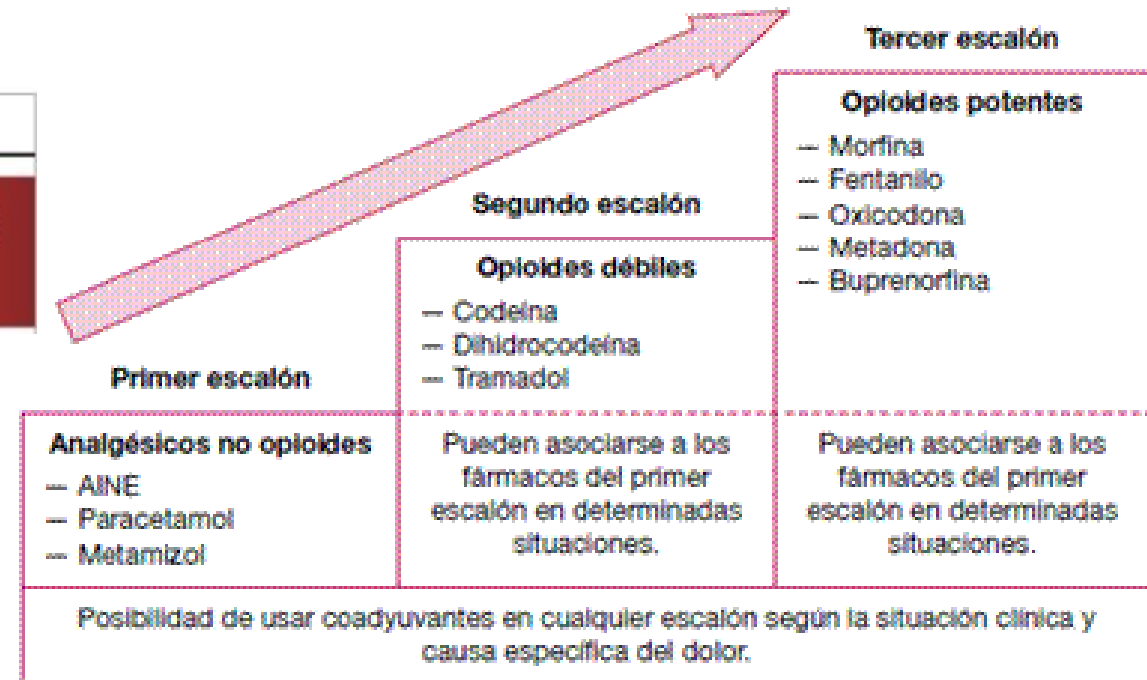 Tercer escalón
Opioides potentes
— Morfina
— Fentanilo
— Oxicodona
— Metadona
— Buprenorfina
Segundo escalón
Opioides débiles
— Codeína
— Dihidrocodeína
— Tramadol
Primer escalón
Analgésicos no opioides
— AINE
— Paracetamol
— Metamizol
Pueden asociarse a los
fármacos del primer
escalón en determinadas
situaciones.
Pueden asociarse a los
fármacos del primer
escalón en determinadas
situaciones.
Posibilidad de usar coadyuvantes en cualquier escalón según la situación clínica y
causa específica del dolor.